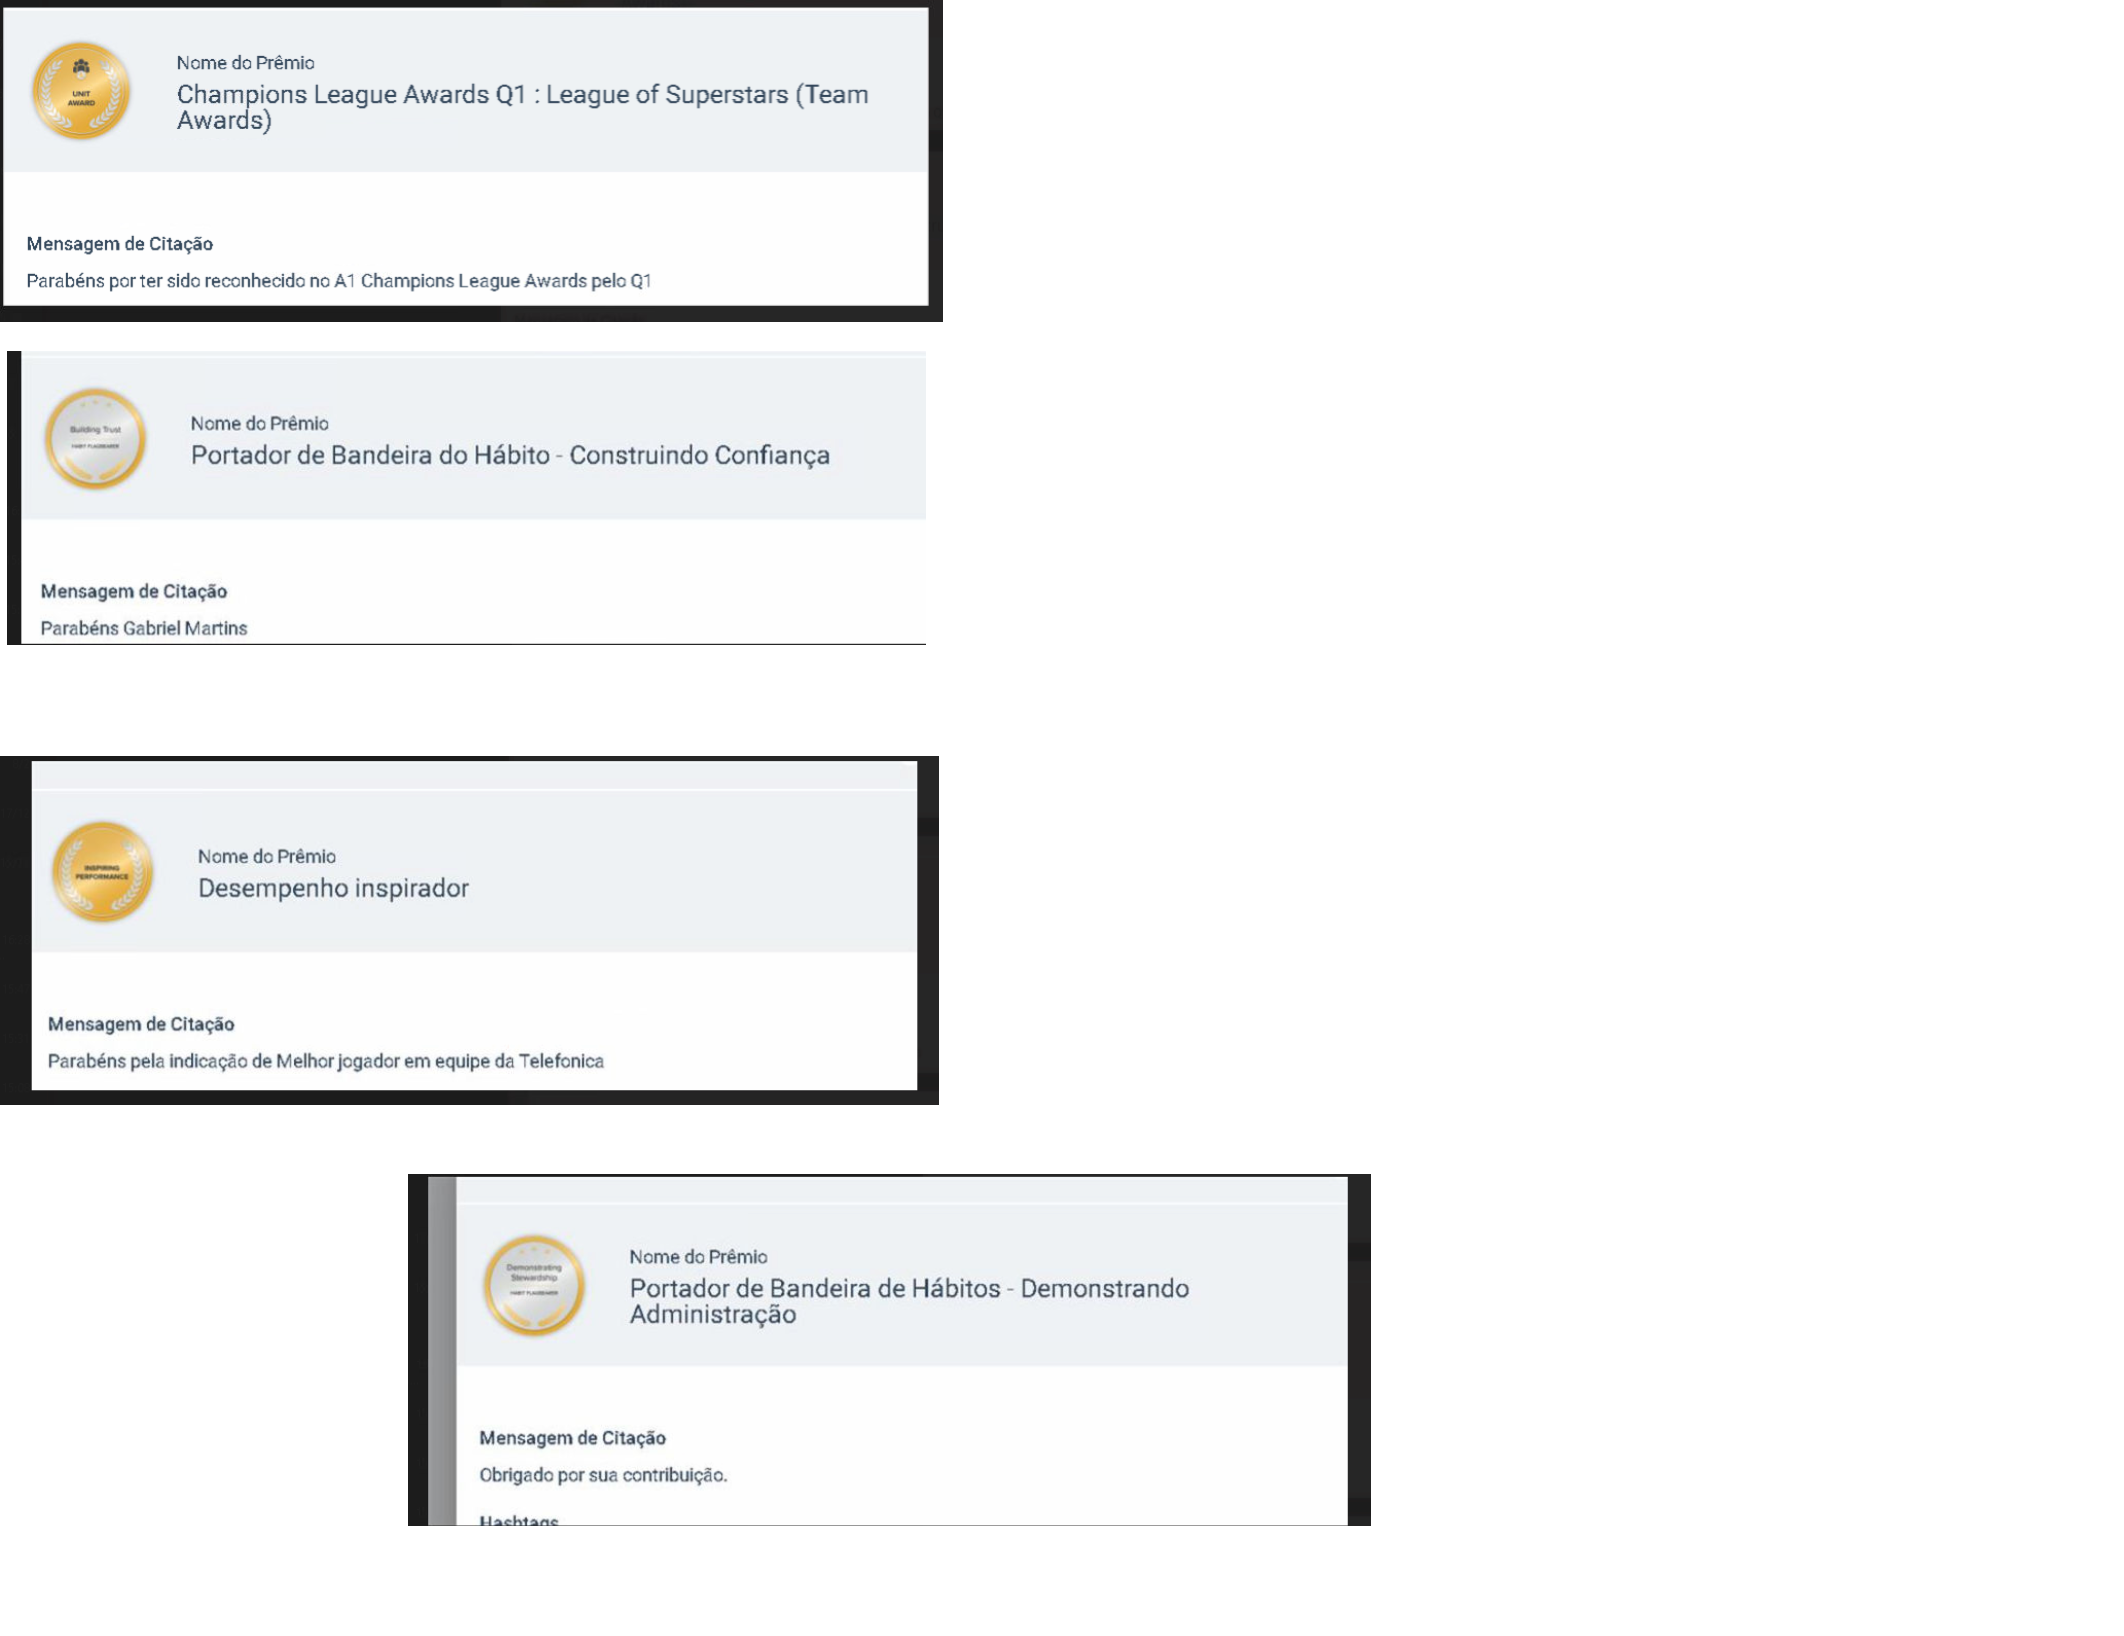 UNIT
AWARD
Nome do Prêmio
Champions League Awards Q1 : League of Superstars (Team
Awards)
Mensagem de Citação
Parabéns por ter sido reconhecido no A1 Champions League Awards pelo Q1
Building Trust
HABIT FLAGBEARER
Nome do Prêmio
Portador de Bandeira do Hábito - Construindo Confiança
Mensagem de Citação
Parabéns Gabriel Martins
INSPIRING
PERFORMANCE
Nome do Prêmio
Desempenho inspirador
Mensagem de Citação
Parabéns pela indicação de Melhor jogador em equipe da Telefonica
Demonstrating
Stewardship
HABIT FLAGBEARER
Nome do Prêmio
Portador de Bandeira de Hábitos - Demonstrando
Administração
Mensagem de Citação
Obrigado por sua contribuição.
Hashtags